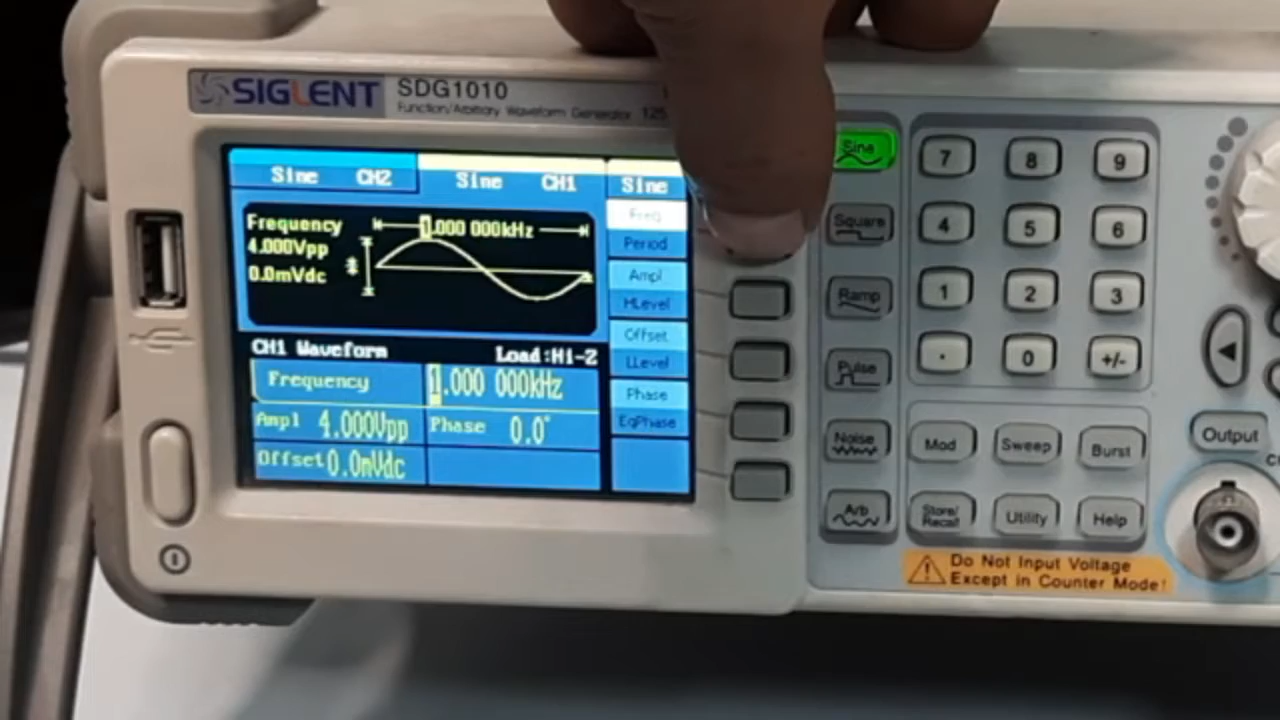 SIGLENT SDG1010
Function/Arbitrary Waveform Generator 125
Sine CH2 Sine CH1 Sine
Frequency 1.000 000kHz
4.000Vpp
0.0mVdc
Freq
Period
Ampl
HLevel
Offset
LLevel
Phase
EqPhase
CH1 Waveform Load:Hi-Z
Frequency 1.000 000kHz
Ampl 4.000Vpp Phase 0.0°
Offset 0.0mVdc
Sine
Square
Ramp
Pulse
Noise
Arb
7 8 9
4 5 6
1 2 3
. 0 +/-
Mod Sweep Burst
Store/
Recall Utility Help
Output
Do Not Input Voltage
Except in Counter Mode!